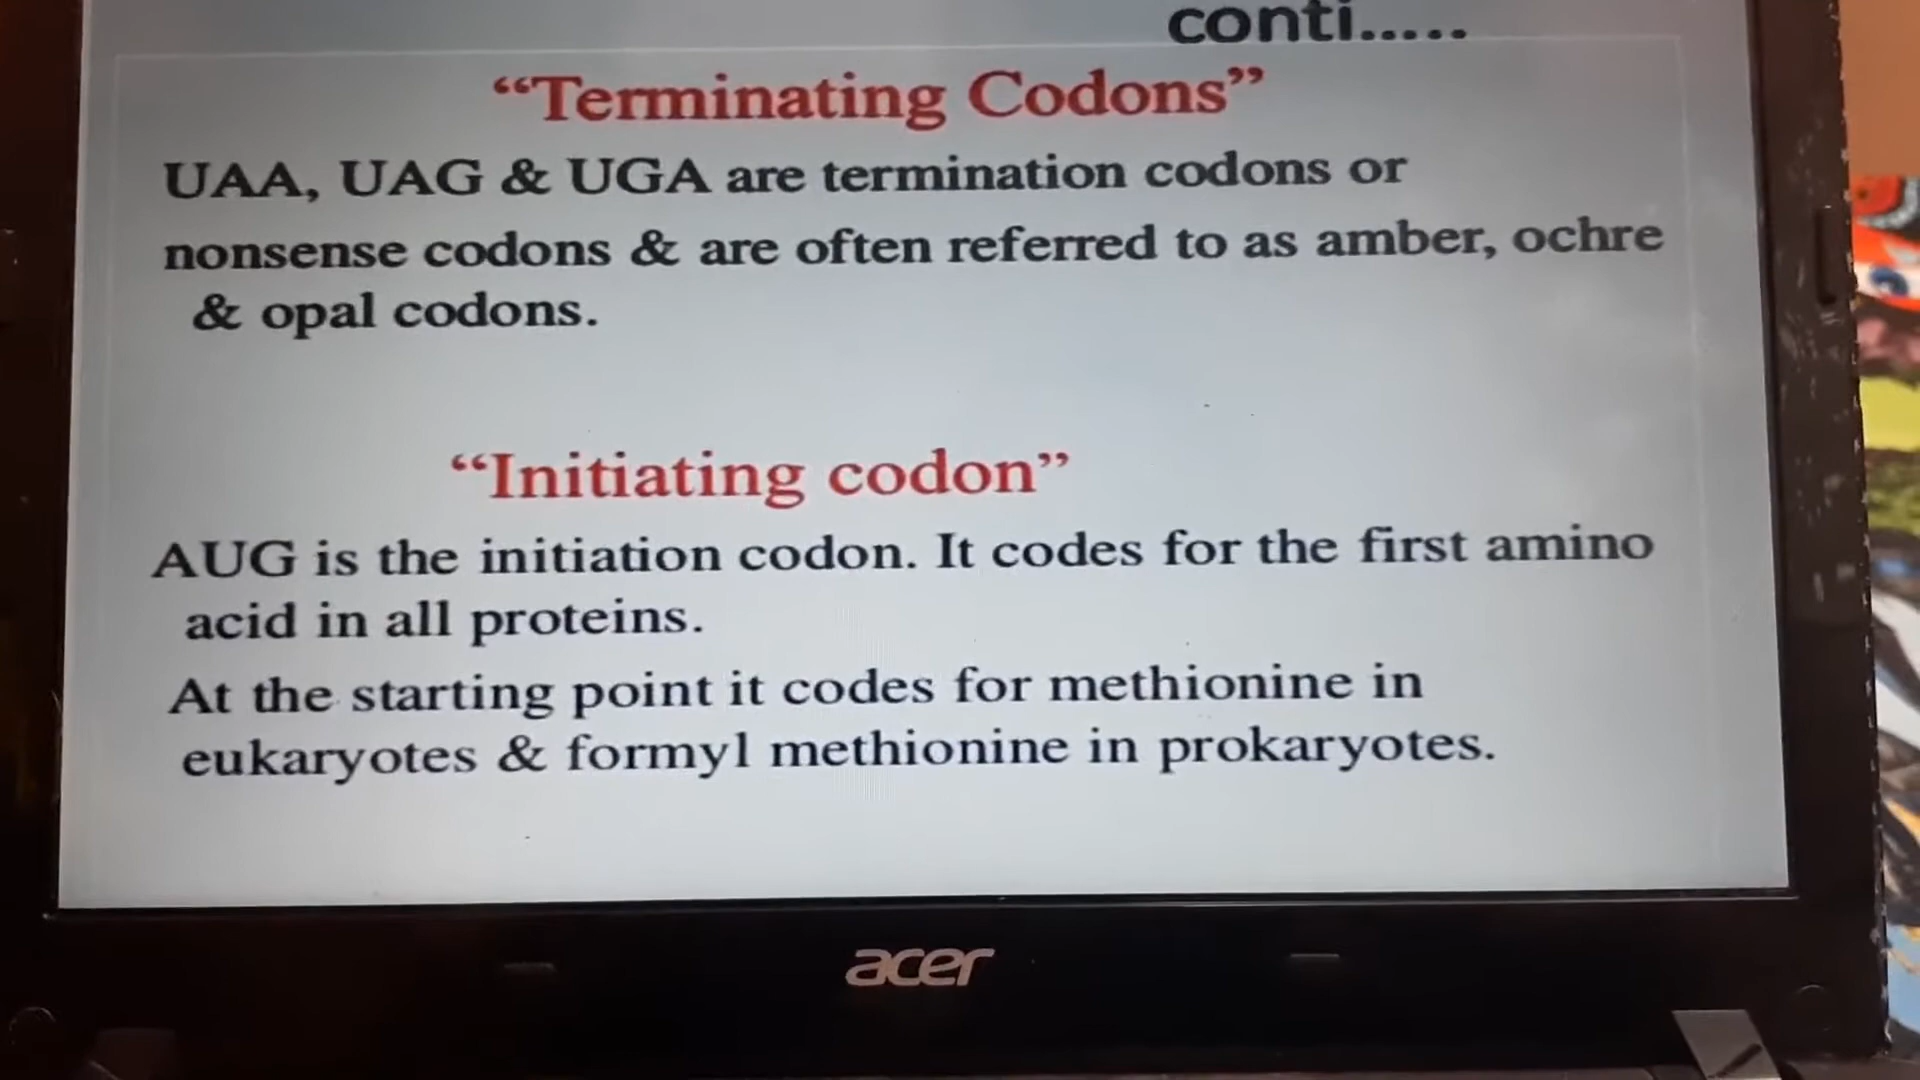 conti.....
“Terminating Codons”
UAA, UAG & UGA are termination codons or
nonsense codons & are often referred to as amber, ochre
& opal codons.
“Initiating codon”
AUG is the initiation codon. It codes for the first amino
acid in all proteins.
At the starting point it codes for methionine in
eukaryotes & formyl methionine in prokaryotes.
acer